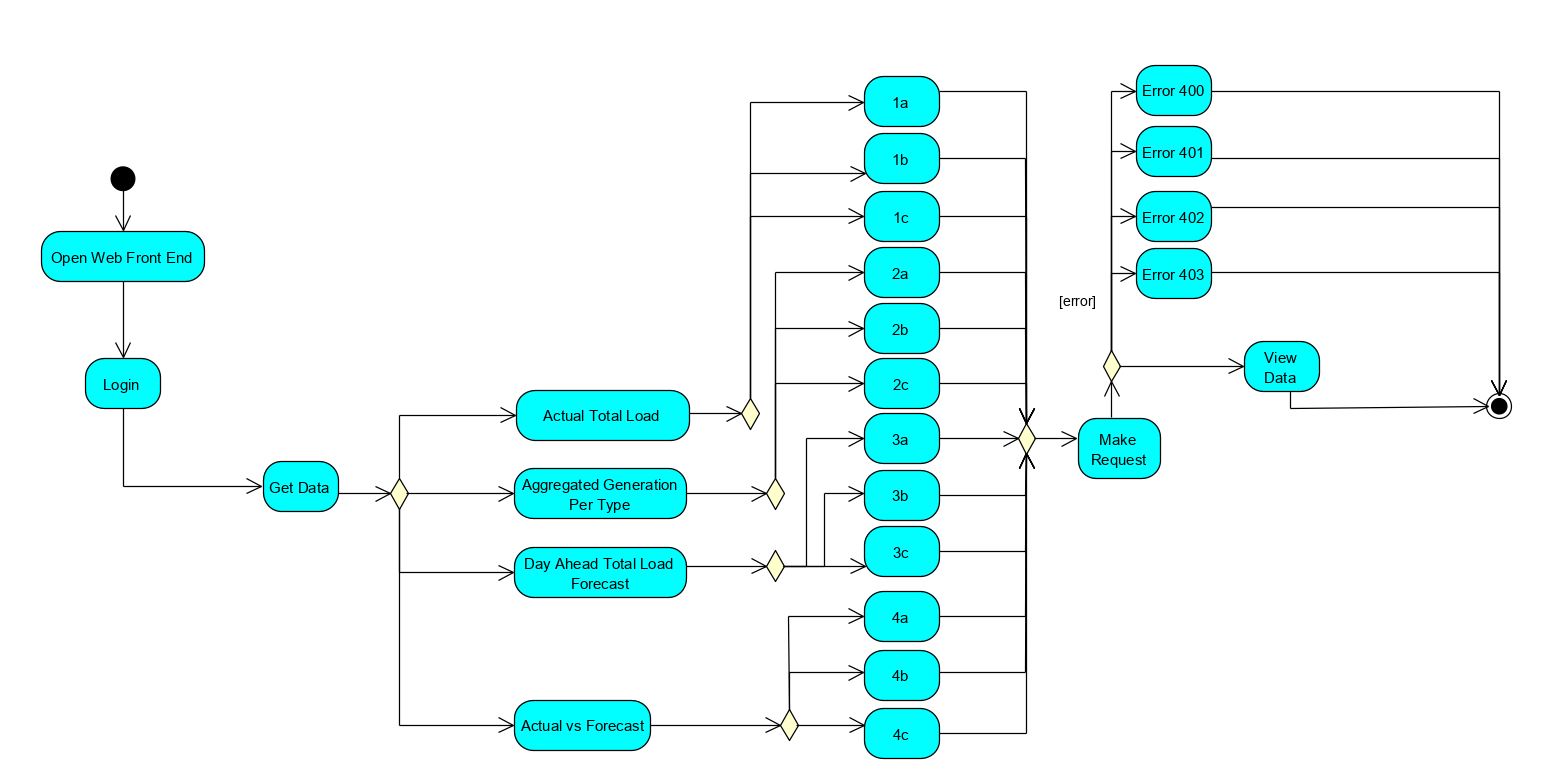 Open Web Front End
Login
Get Data
Actual Total Load
Aggregated Generation
Per Type
Day Ahead Total Load
Forecast
Actual vs Forecast
1a
1b
1c
2a
2b
2c
3a
3b
3c
4a
4b
4c
Make
Request
[error]
Error 400
Error 401
Error 402
Error 403
View
Data